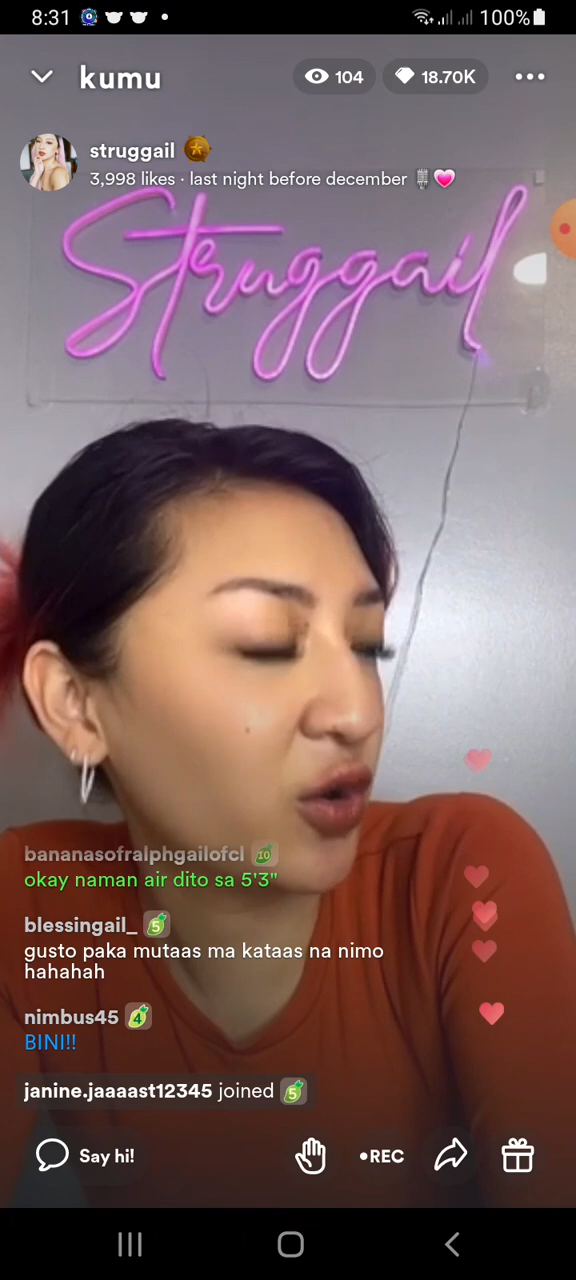 8:31
100%
kumu
104
18.70K
struggail
3,998 likes · last night before december 🎚️💗
Struggail
bananasofralphgailofcl 10
okay naman air dito sa 5'3"
blessingail_ 5
gusto paka mutaas ma kataas na nimo
hahahah
nimbus45 4
BINI!!
janine.jaaaast12345 joined 5
Say hi!
•REC